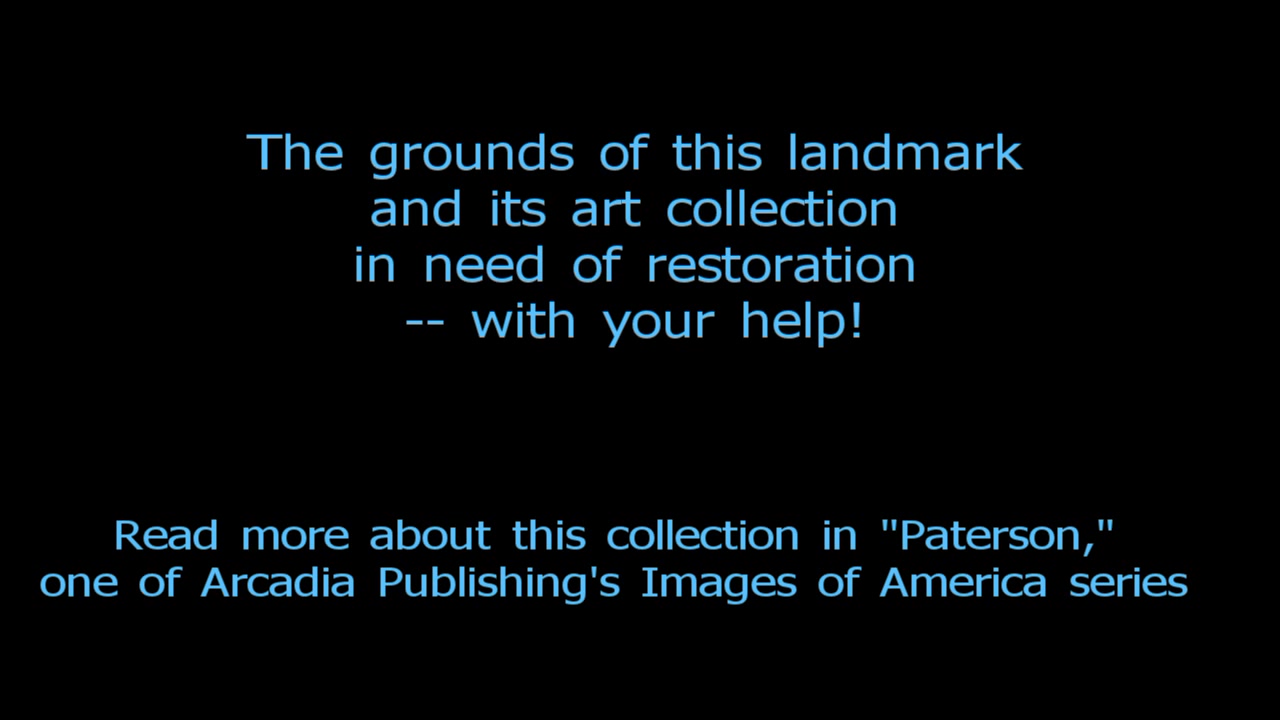 The grounds of this landmark
and its art collection
in need of restoration
-- with your help!
Read more about this collection in "Paterson,"
one of Arcadia Publishing's Images of America series